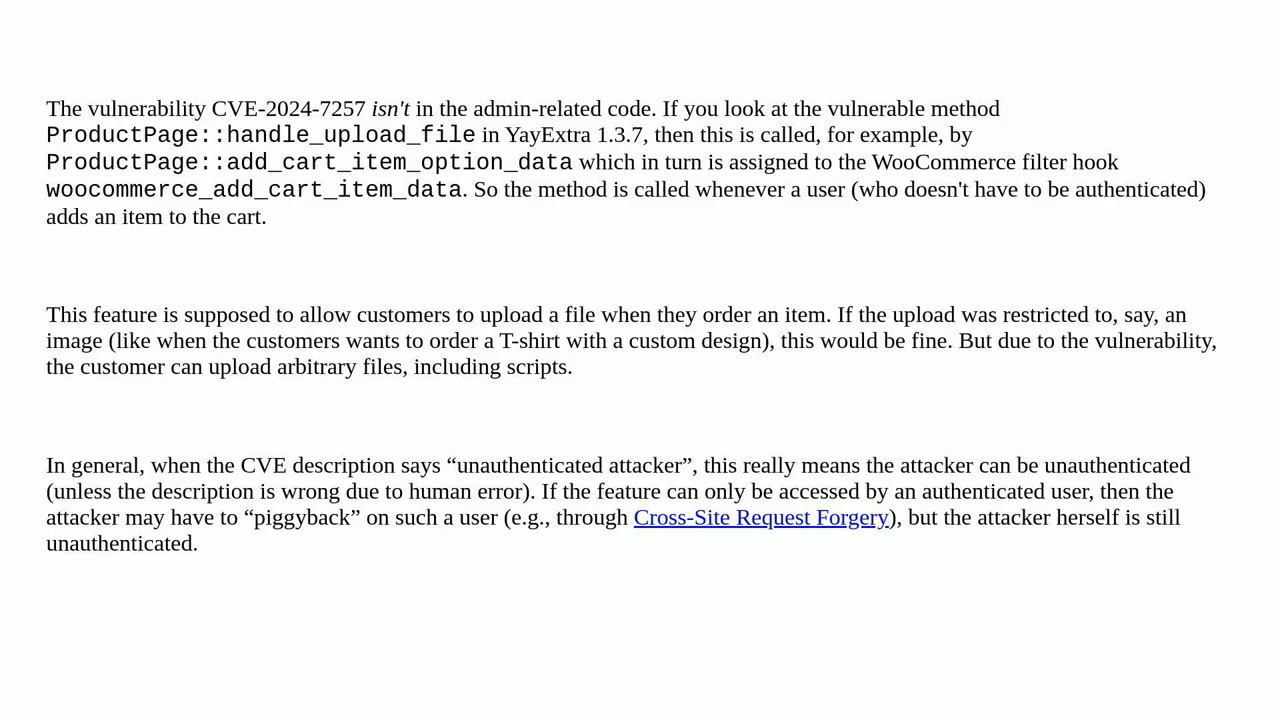 The vulnerability CVE-2024-7257 isn't in the admin-related code. If you look at the vulnerable method
ProductPage::handle_upload_file in YayExtra 1.3.7, then this is called, for example, by
ProductPage::add_cart_item_option_data which in turn is assigned to the WooCommerce filter hook
woocommerce_add_cart_item_data. So the method is called whenever a user (who doesn't have to be authenticated)
adds an item to the cart.
This feature is supposed to allow customers to upload a file when they order an item. If the upload was restricted to, say, an
image (like when the customers wants to order a T-shirt with a custom design), this would be fine. But due to the vulnerability,
the customer can upload arbitrary files, including scripts.
In general, when the CVE description says “unauthenticated attacker”, this really means the attacker can be unauthenticated
(unless the description is wrong due to human error). If the feature can only be accessed by an authenticated user, then the
attacker may have to “piggyback” on such a user (e.g., through Cross-Site Request Forgery), but the attacker herself is still
unauthenticated.